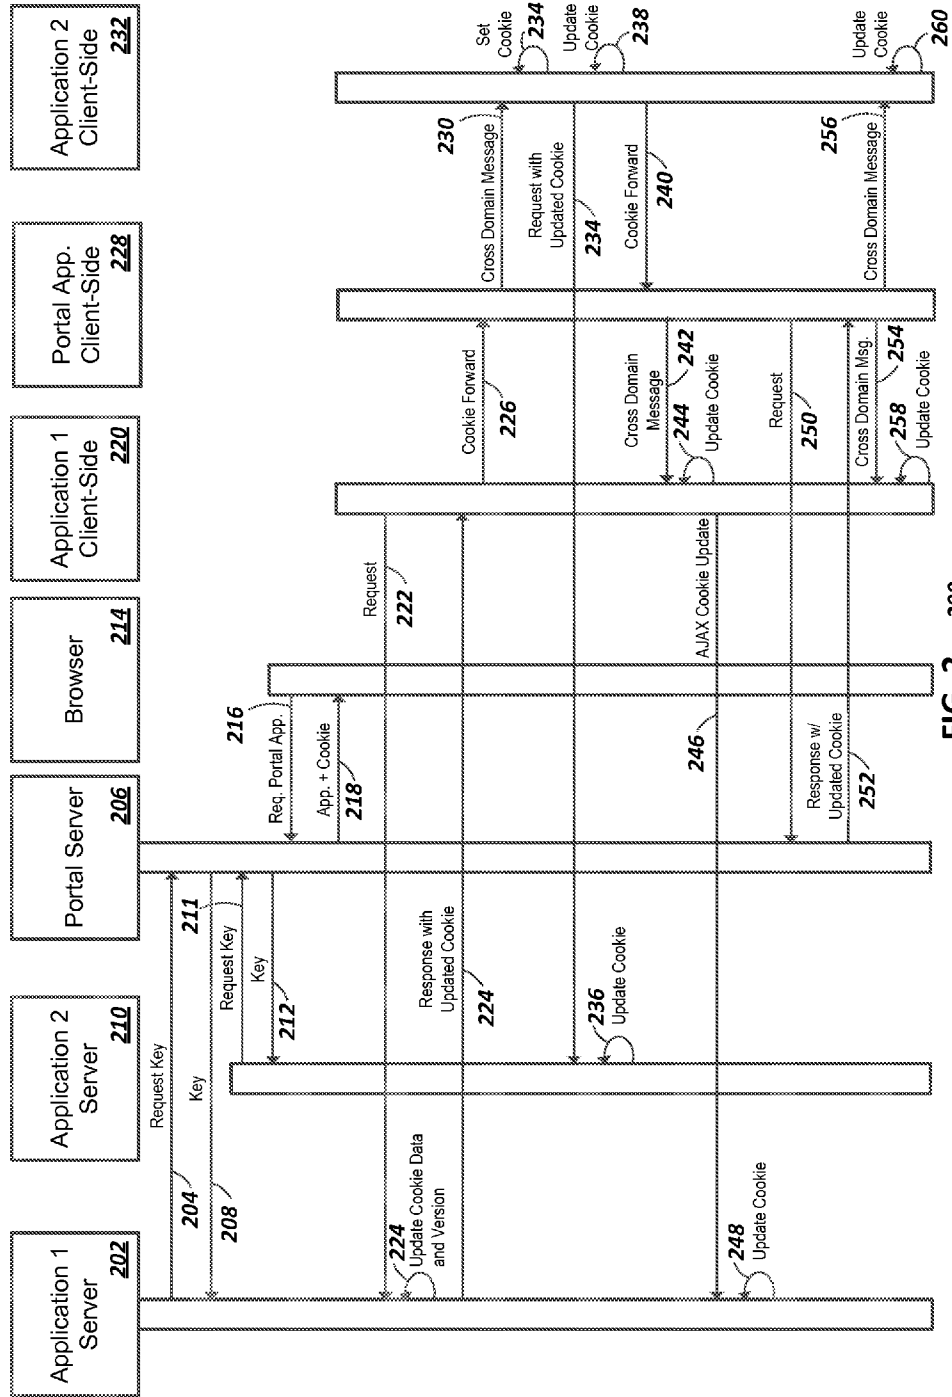 Application 1
Server
202
Application 2
Server
210
Portal Server
206
Browser
214
Application 1
Client-Side
220
Portal App.
Client-Side
228
Application 2
Client-Side
232
Request Key
204
Key
208
211
Request Key
Key
212
216
Req. Portal App.
App. + Cookie
218
Request
222
224
Update Cookie Data
and Version
Response with
Updated Cookie
224
Cookie Forward
226
230
Cross Domain Message
Set
Cookie
234
Request with
Updated Cookie
234
236
Update Cookie
Update
Cookie
238
Cookie Forward
240
Cross Domain
Message
242
244
Update Cookie
AJAX Cookie Update
246
248
Update Cookie
Request
250
Response w/
Updated Cookie
252
Cross Domain Msg.
254
256
Cross Domain Message
258
Update Cookie
Update
Cookie
260